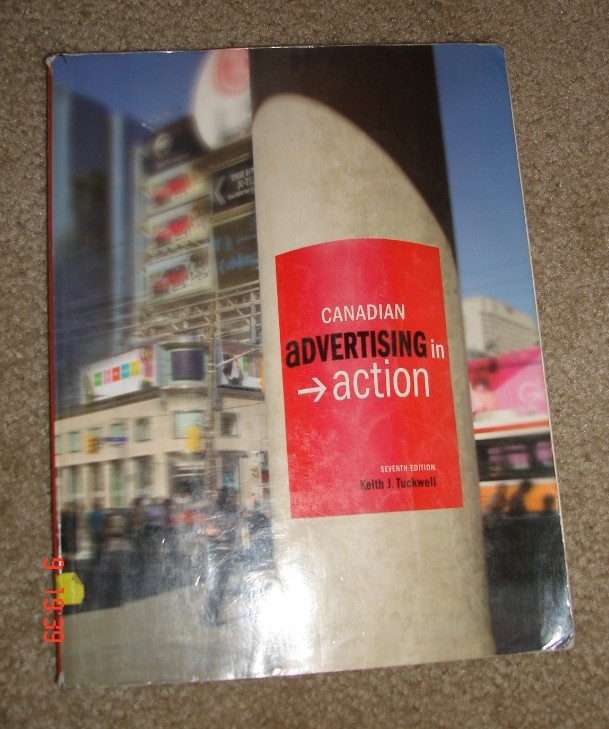 CANADIAN
aDVERTISING in
→ action
SEVENTH EDITION
Keith J. Tuckwell
9 19:39